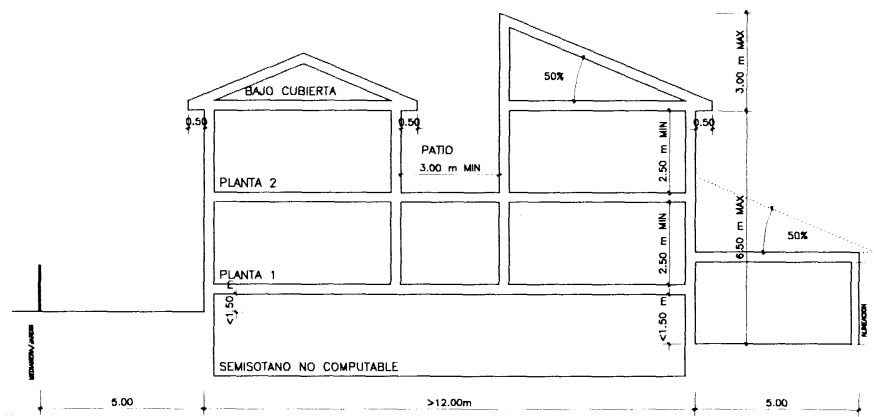 3.00 m MAX
50%
BAJO CUBIERTA
0.50
0.50
0.50
PATIO
3.00 m MIN
2.50 m MIN
PLANTA 2
6.50 m MAX
50%
2.50 m MIN
PLANTA 1
<1.50 m
<1.50 m
ALINEACION
SEMISOTANO NO COMPUTABLE
5.00
>12.00m
5.00